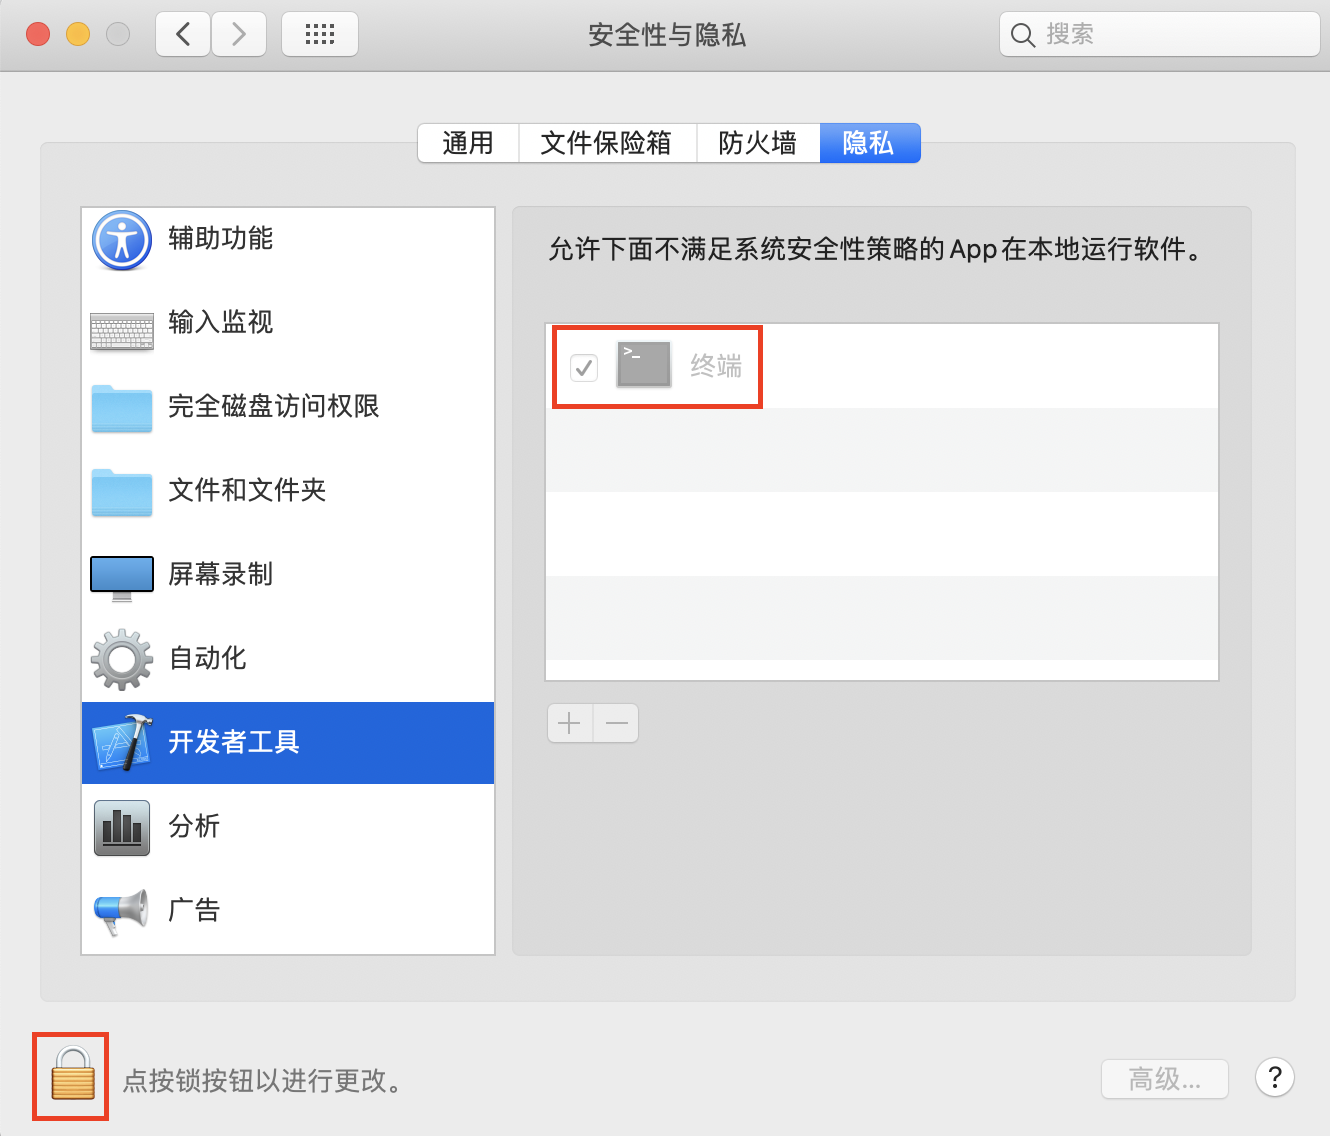 安全性与隐私
搜索
通用
文件保险箱
防火墙
隐私
辅助功能
输入监视
完全磁盘访问权限
文件和文件夹
屏幕录制
自动化
开发者工具
分析
广告
允许下面不满足系统安全性策略的App在本地运行软件。
>_
终端
点按锁按钮以进行更改。
高级...
?